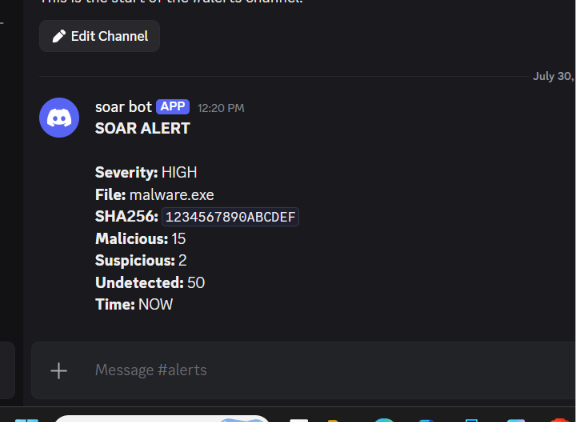 This is the start of the #alerts channel.
Edit Channel
July 30,
soar bot APP 12:20 PM
SOAR ALERT
Severity: HIGH
File: malware.exe
SHA256: 1234567890ABCDEF
Malicious: 15
Suspicious: 2
Undetected: 50
Time: NOW
Message #alerts